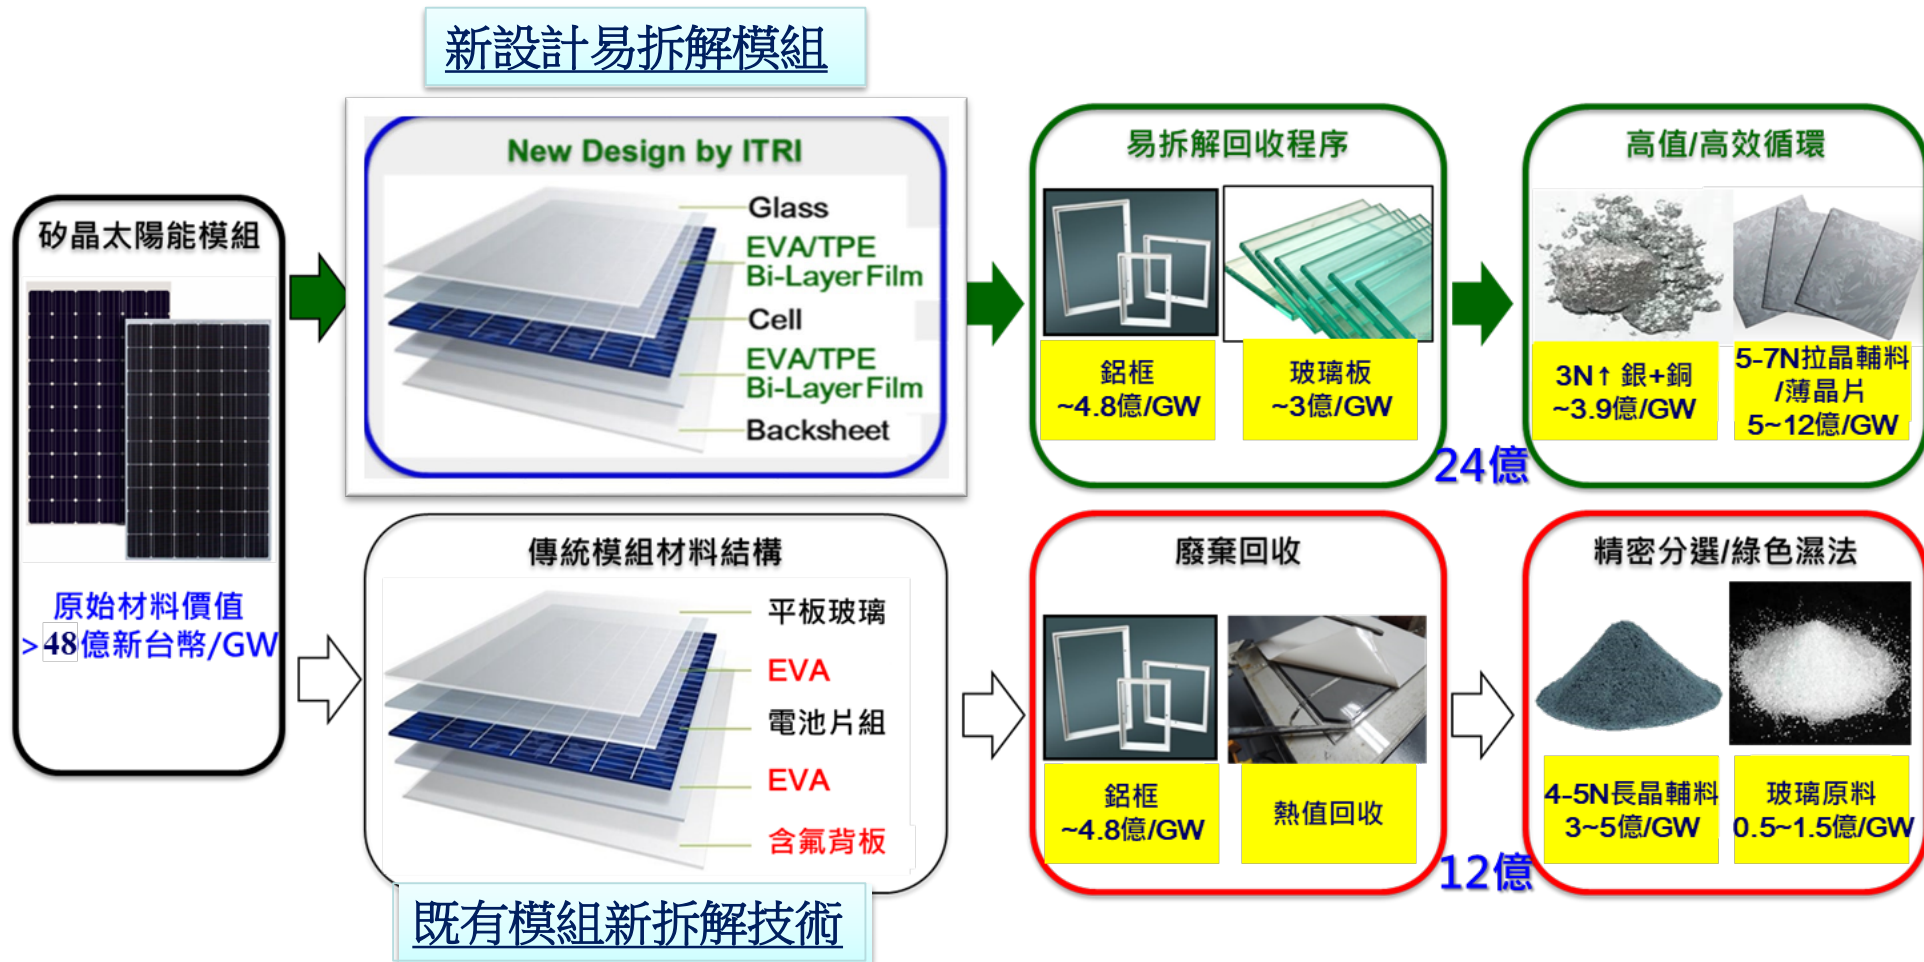 新設計易拆解模組
矽晶太陽能模組
原始材料價值
>48億新台幣/GW
New Design by ITRI
Glass
EVA/TPE
Bi-Layer Film
Cell
EVA/TPE
Bi-Layer Film
Backsheet
易拆解回收程序
鋁框
~4.8億/GW
玻璃板
~3億/GW
24億
高值/高效循環
3N↑ 銀+銅
~3.9億/GW
5-7N拉晶輔料
/薄晶片
5~12億/GW
傳統模組材料結構
平板玻璃
EVA
電池片組
EVA
含氟背板
廢棄回收
鋁框
~4.8億/GW
熱值回收
12億
精密分選/綠色濕法
4-5N長晶輔料
3~5億/GW
玻璃原料
0.5~1.5億/GW
既有模組新拆解技術